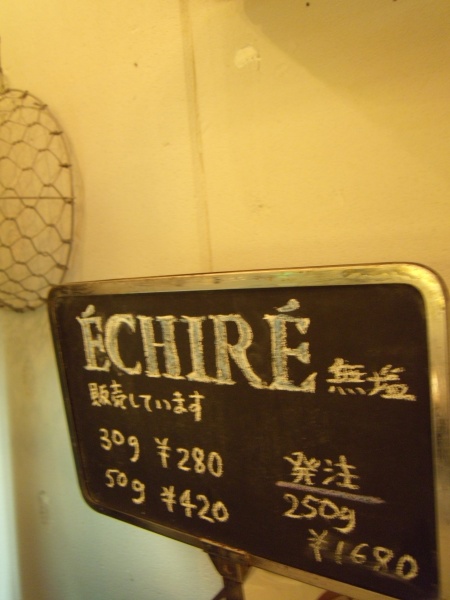 ÉCHIRÉ 無塩
販売しています
30g ¥280
50g ¥420
発注
250g
¥1680